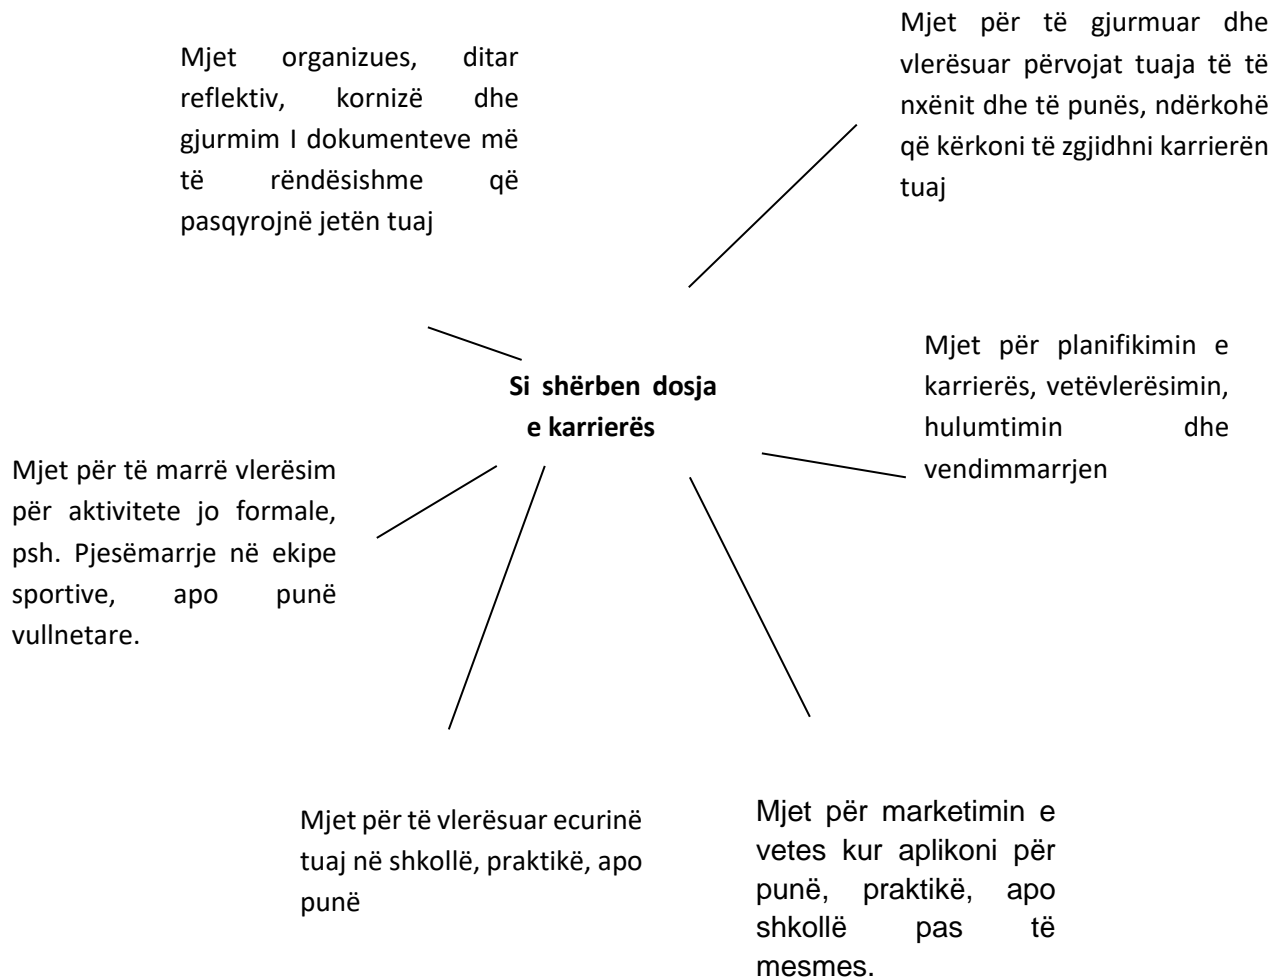 Mjet organizues, ditar
reflektiv, kornizë dhe
gjurmim I dokumenteve më
të rëndësishme që
pasqyrojnë jetën tuaj
Mjet për të gjurmuar dhe
vlerësuar përvojat tuaja të të
nxënit dhe të punës, ndërkohë
që kërkoni të zgjidhni karrierën
tuaj
Si shërben dosja
e karrierës
Mjet për planifikimin e
karrierës, vetëvlerësimin,
hulumtimin dhe
vendimmarrjen
Mjet për të marrë vlerësim
për aktivitete jo formale,
psh. Pjesëmarrje në ekipe
sportive, apo punë
vullnetare.
Mjet për të vlerësuar ecurinë
tuaj në shkollë, praktikë, apo
punë
Mjet për marketimin e
vetes kur aplikoni për
punë, praktikë, apo
shkollë pas të
mesmes.